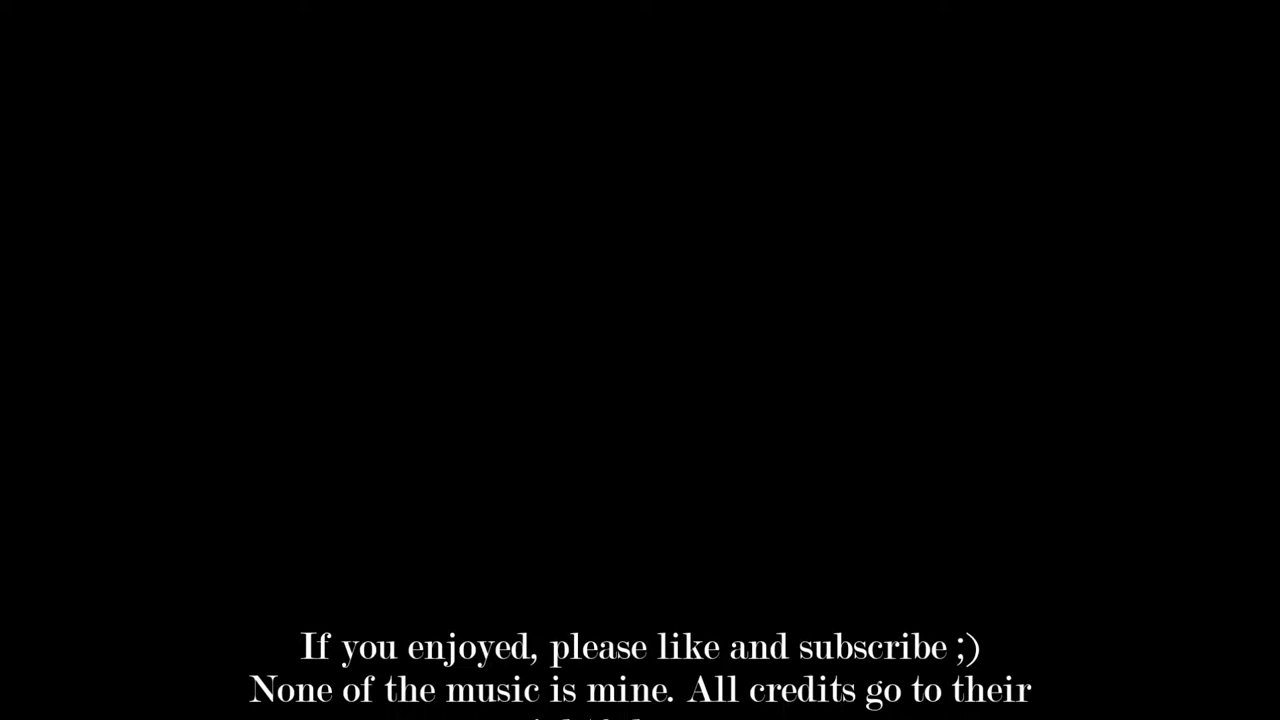 If you enjoyed, please like and subscribe ;)
None of the music is mine. All credits go to their